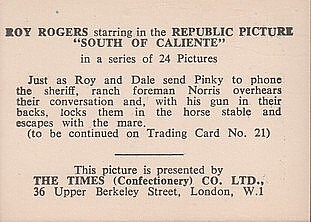 ROY ROGERS starring in the REPUBLIC PICTURE
"SOUTH OF CALIENTE"
in a series of 24 Pictures
Just as Roy and Dale send Pinky to phone
the sheriff, ranch foreman Norris overhears
their conversation and, with his gun in their
backs, locks them in the horse stable and
escapes with the mare.
(to be continued on Trading Card No. 21)
This picture is presented by
THE TIMES (Confectionery) CO. LTD.,
36 Upper Berkeley Street, London, W.1